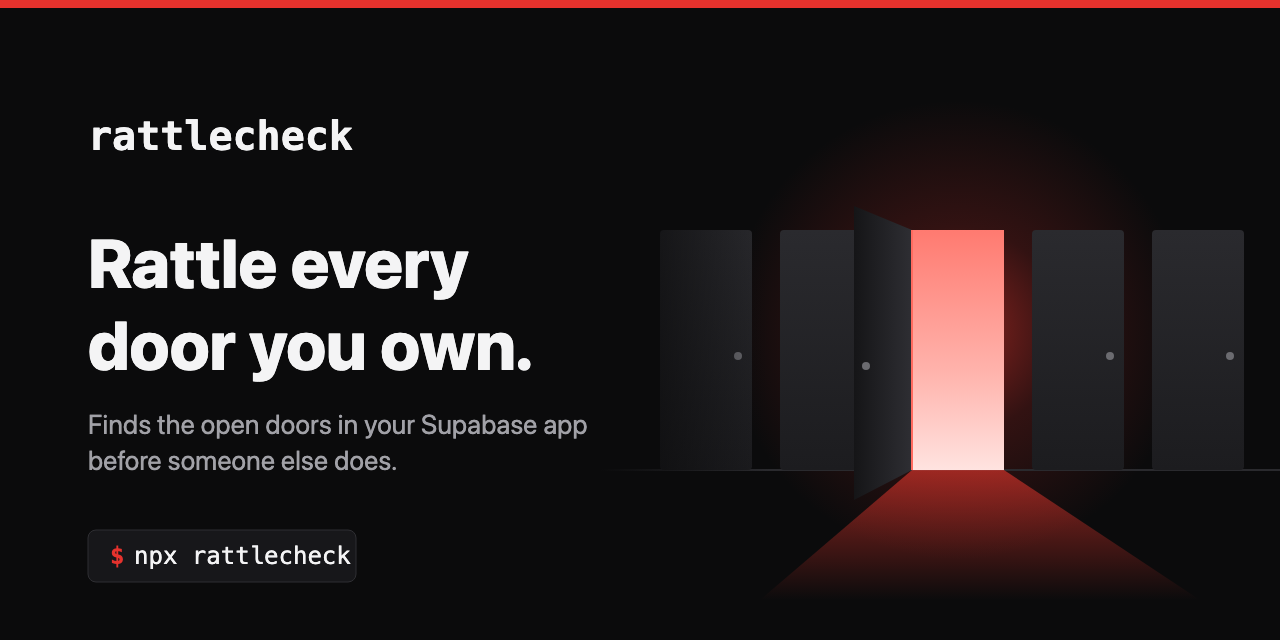 rattlecheck
Rattle every
door you own.
Finds the open doors in your Supabase app
before someone else does.
$ npx rattlecheck